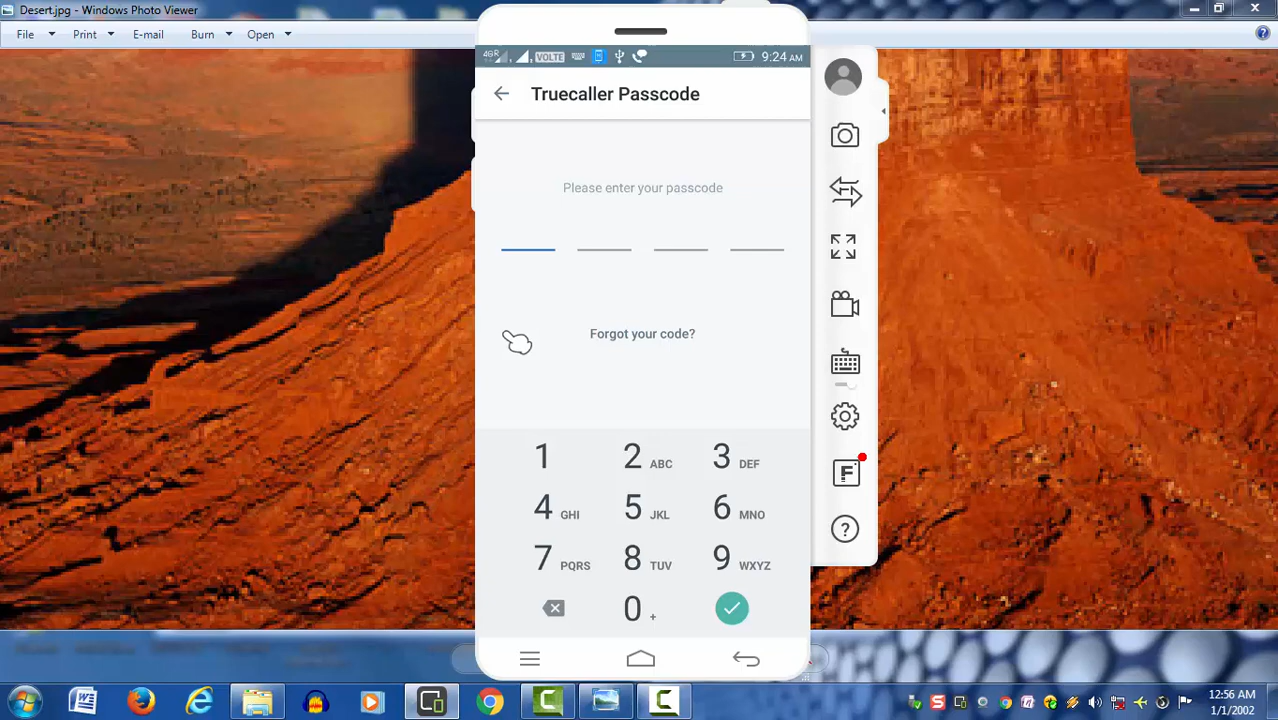 Desert.jpg - Windows Photo Viewer
File Print E-mail Burn Open
VOLTE 9:24 AM
Truecaller Passcode
Please enter your passcode
Forgot your code?
1 2 ABC 3 DEF
4 GHI 5 JKL 6 MNO
7 PQRS 8 TUV 9 WXYZ
0 +
12:56 AM
1/1/2002